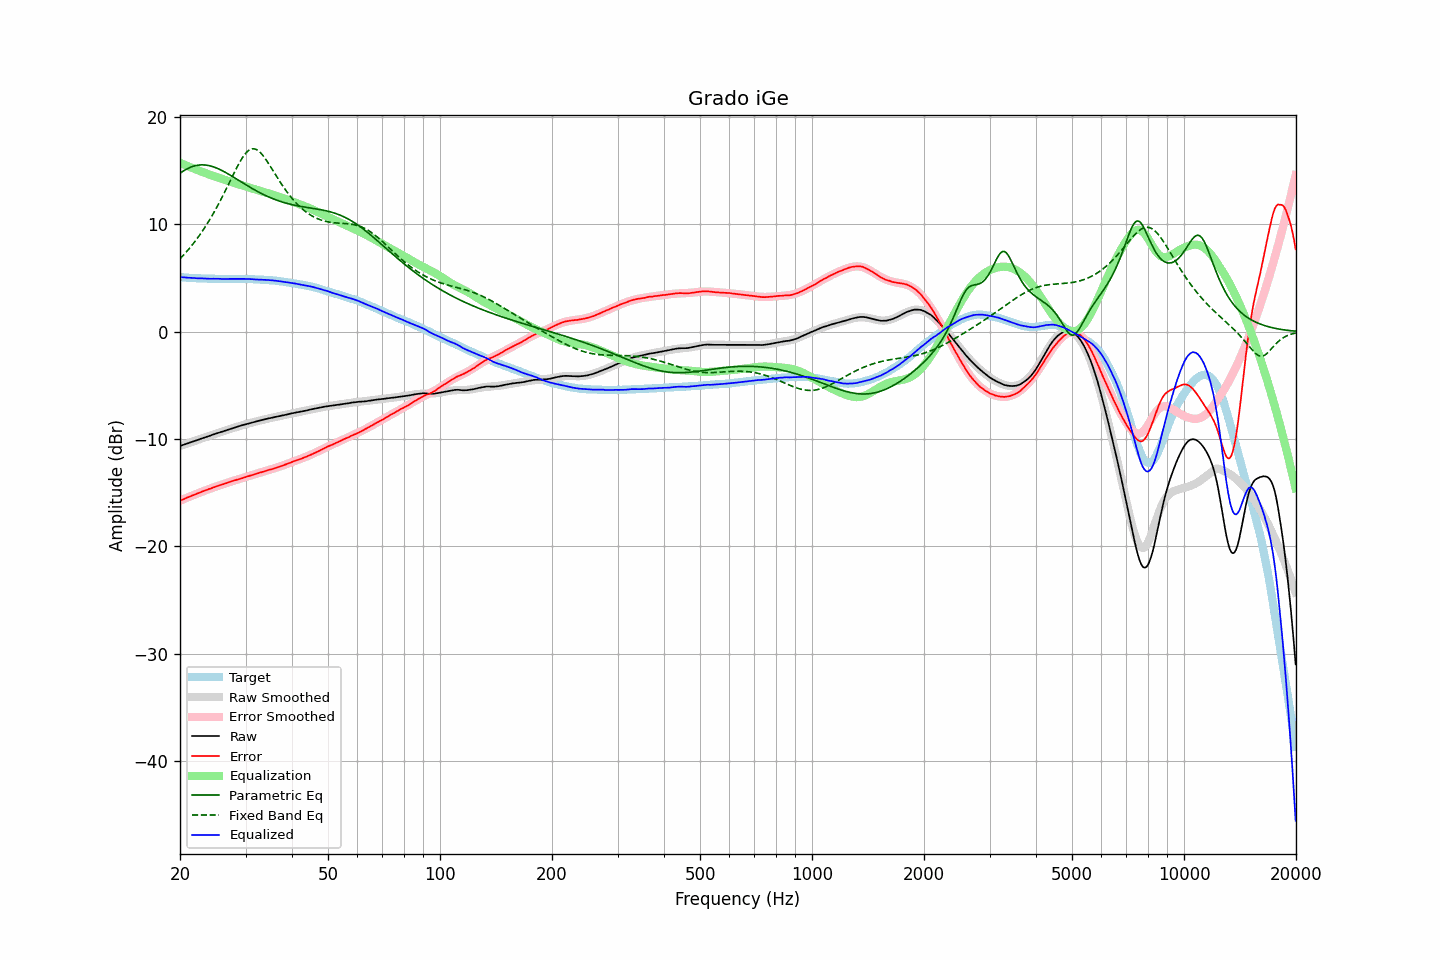 Grado iGe
20
10
0
−10
−20
−30
−40
Amplitude (dBr)
Target
Raw Smoothed
Error Smoothed
Raw
Error
Equalization
Parametric Eq
Fixed Band Eq
Equalized
20 50 100 200 500 1000 2000 5000 10000 20000
Frequency (Hz)